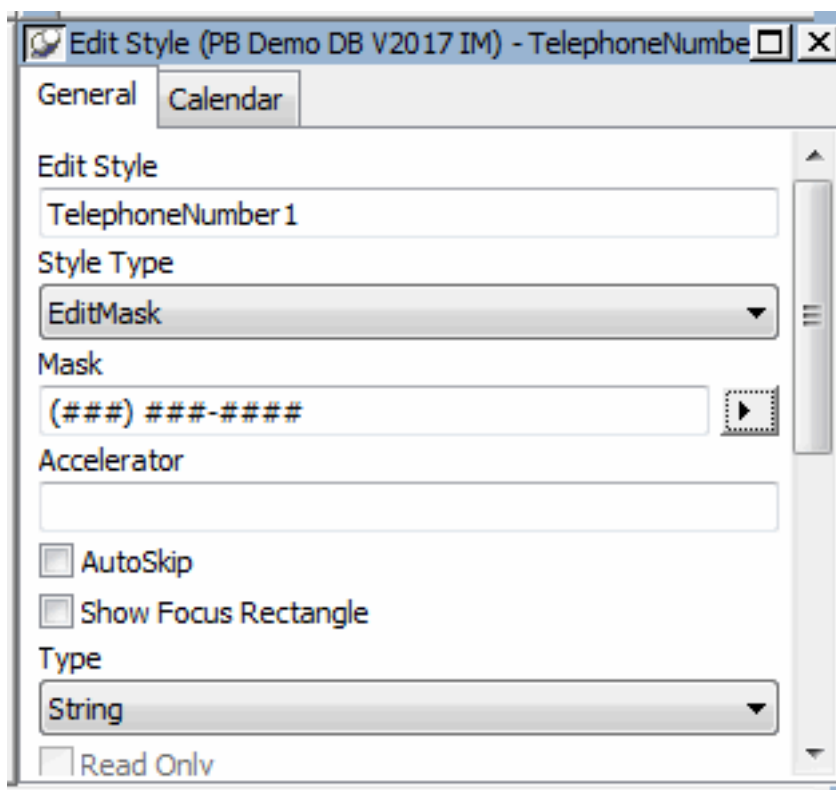 Edit Style (PB Demo DB V2017 IM) - TelephoneNumbe
General Calendar
Edit Style
TelephoneNumber1
Style Type
EditMask
Mask
(###) ###-####
Accelerator
AutoSkip
Show Focus Rectangle
Type
String
Read Only